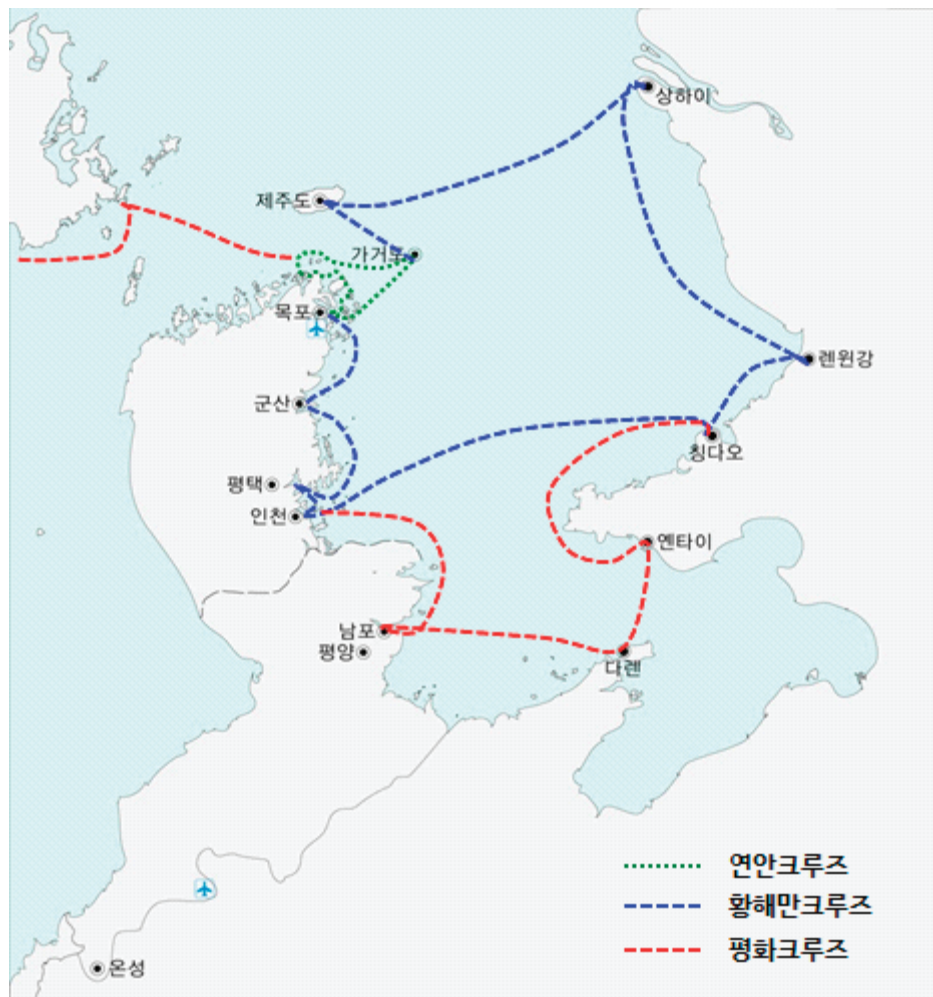 상하이
제주도
가거도
목포
렌윈강
군산
칭다오
평택
인천
옌타이
남포
평양
다롄
연안크루즈
황해만크루즈
평화크루즈
온성